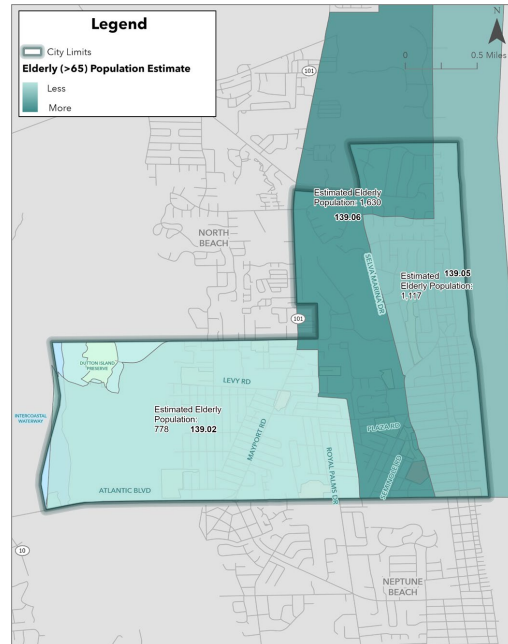 Legend
City Limits
Elderly (>65) Population Estimate
Less
More
N
0 0.5 Miles
101
Estimated Elderly
Population: 1,630
139.06
NORTH
BEACH
SELVA MARINA DR
Estimated 139.05
Elderly Population:
1,117
101
DUTTON ISLAND
PRESERVE
LEVY RD
INTERCOASTAL
WATERWAY
Estimated Elderly
Population:
778 139.02
MAYPORT RD
PLAZA RD
ROYAL PALMS DR
SEMINOLE RD
ATLANTIC BLVD
10
NEPTUNE
BEACH